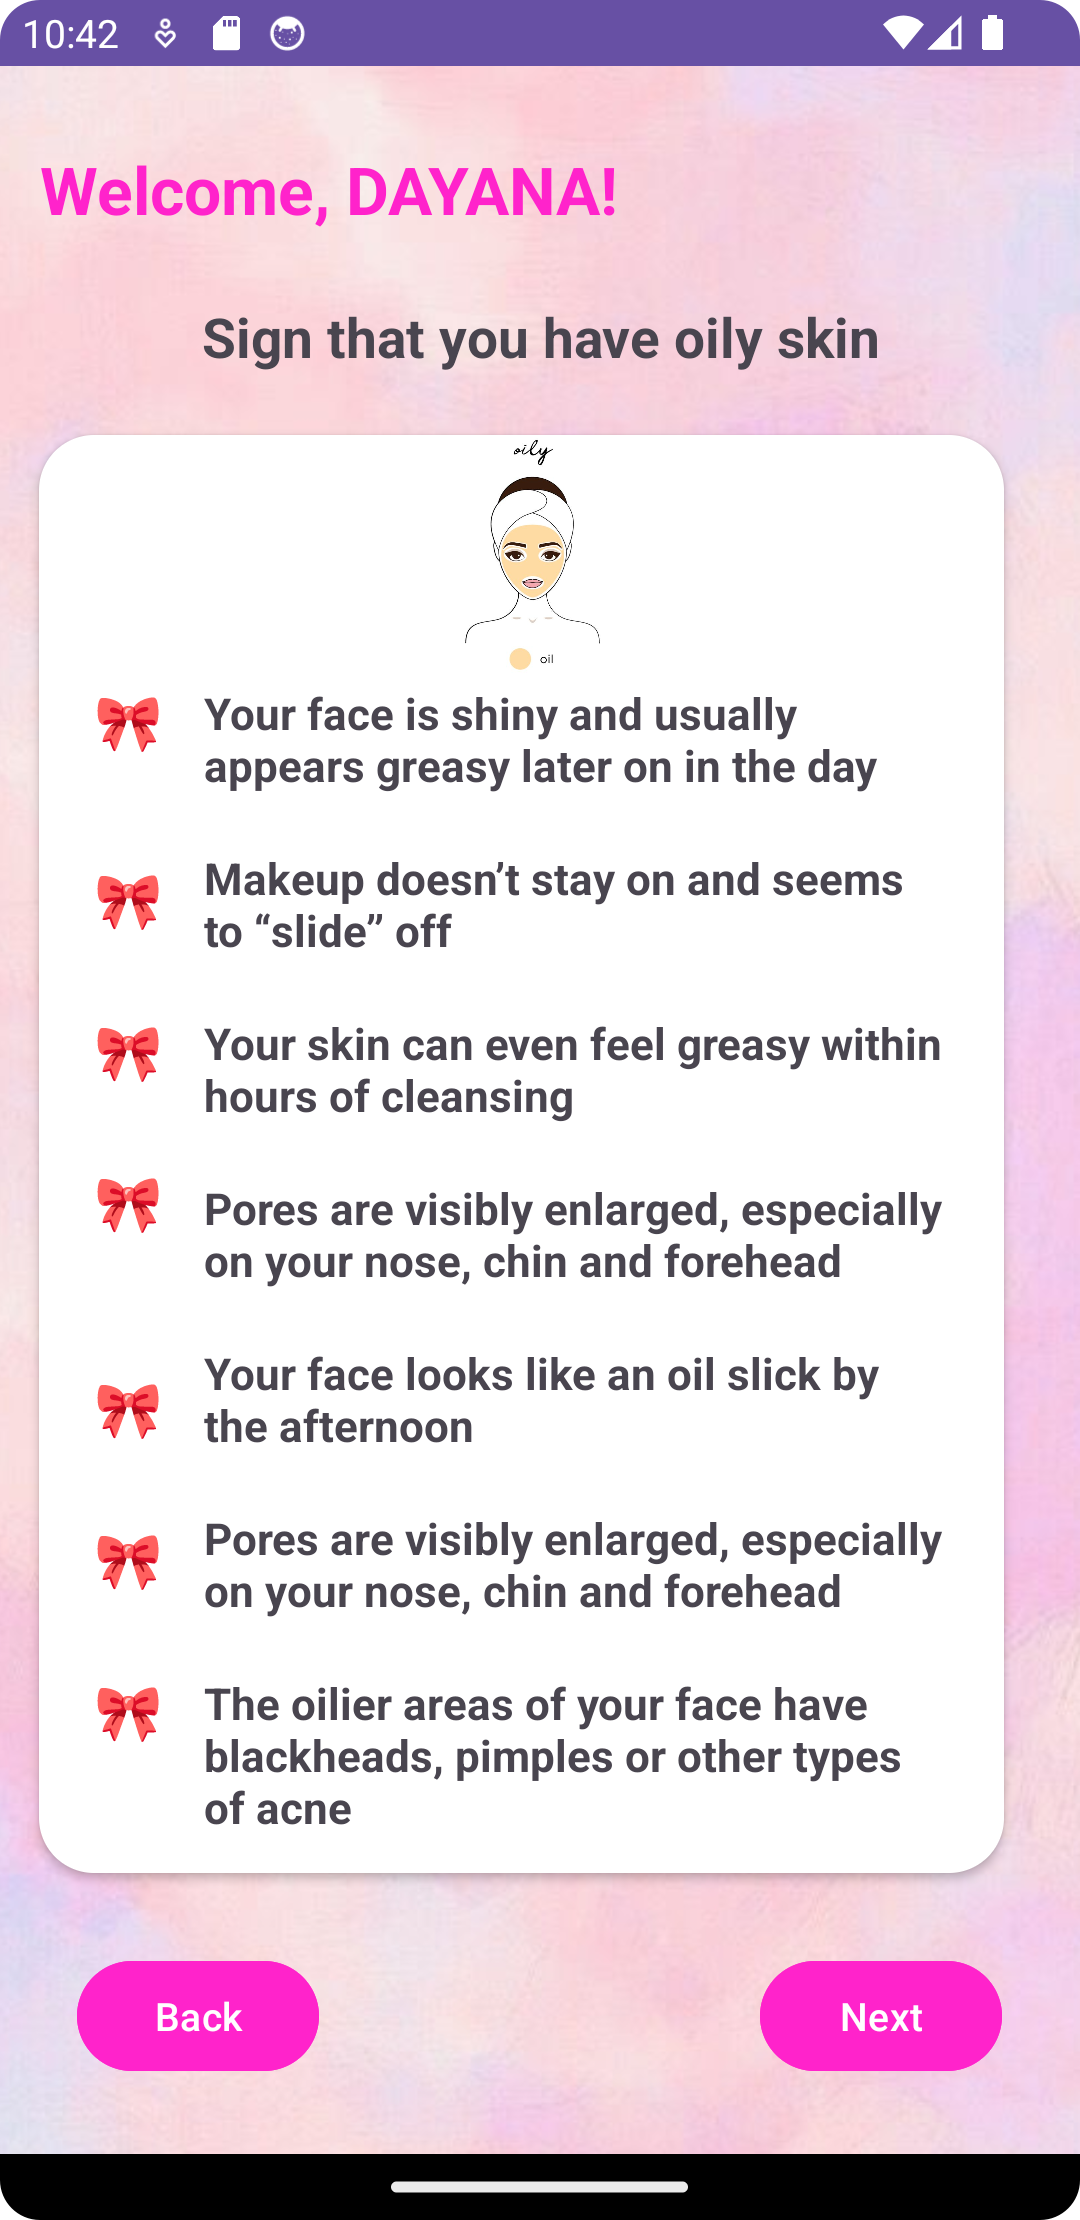 10:42
Welcome, DAYANA!
Sign that you have oily skin
oily
oil
Your face is shiny and usually
appears greasy later on in the day
Makeup doesn’t stay on and seems
to “slide” off
Your skin can even feel greasy within
hours of cleansing
Pores are visibly enlarged, especially
on your nose, chin and forehead
Your face looks like an oil slick by
the afternoon
Pores are visibly enlarged, especially
on your nose, chin and forehead
The oilier areas of your face have
blackheads, pimples or other types
of acne
Back
Next